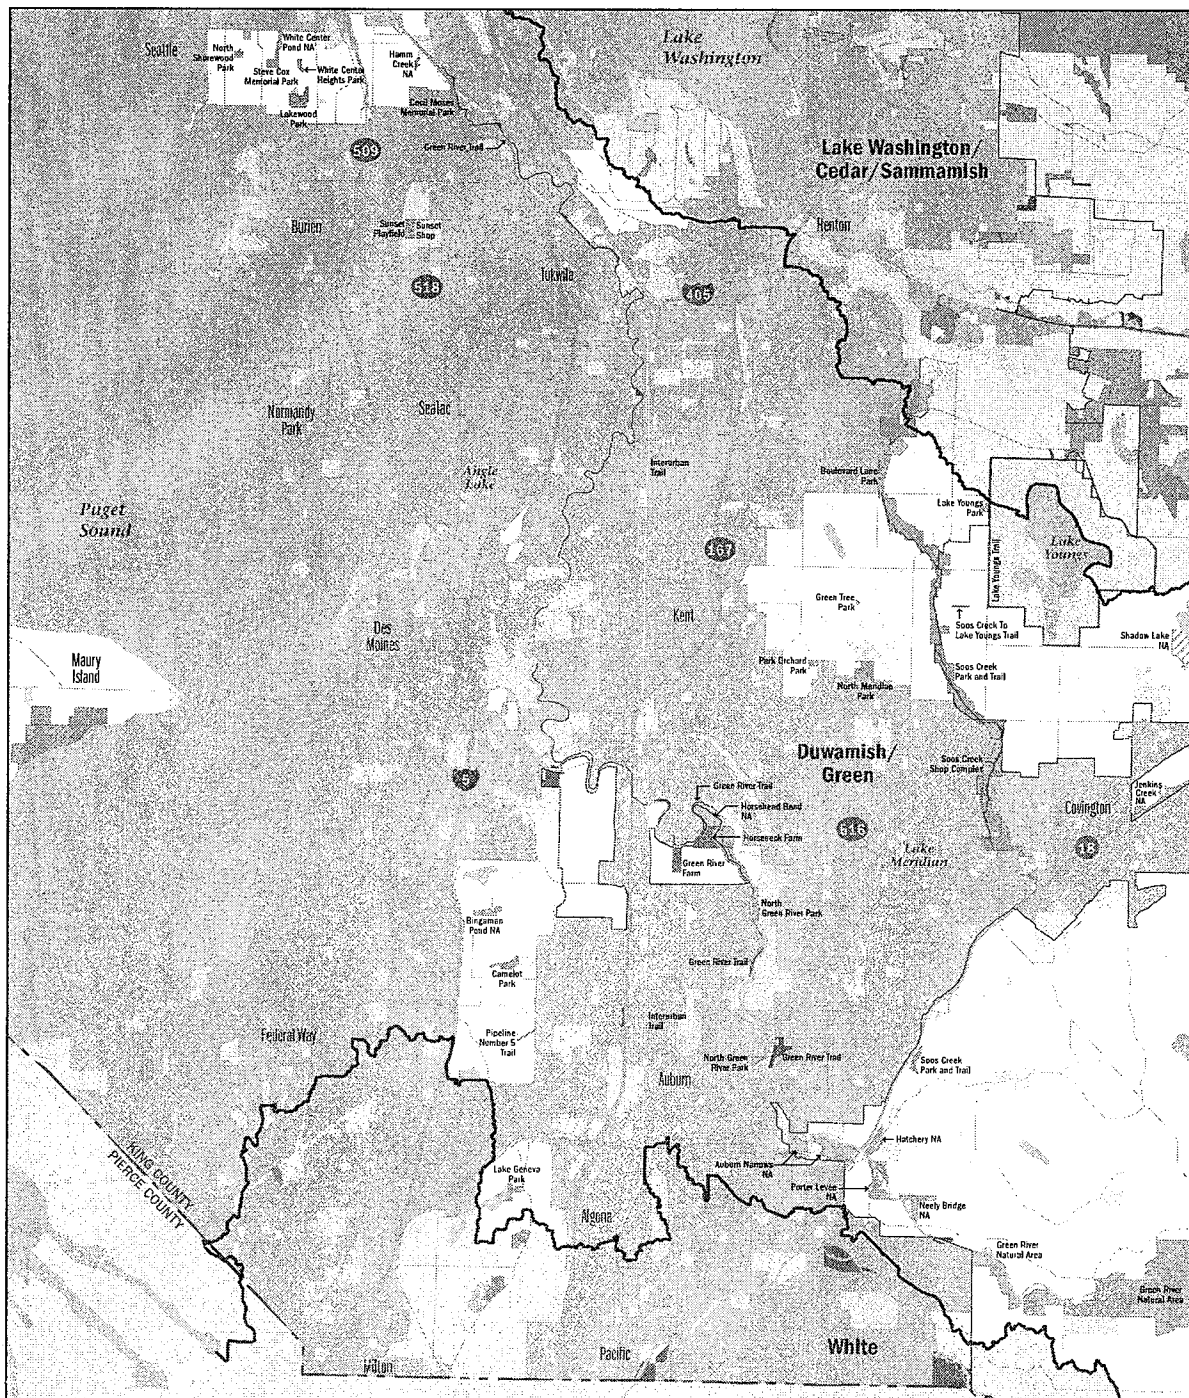 Seattle
North
Shorewood
Park
White Center
Pond NA
Steve Cox
Memorial Park
White Center
Heights Park
Lakewood
Park
Hamm
Creek
NA
Cecil Moses
Memorial Park
Green River Trail
Lake
Washington
Lake Washington/
Cedar/Sammamish
509
Burien
Sunset
Playfield
Sunset
Shop
518
Tukwila
405
Renton
Normandy
Park
SeaTac
Angle
Lake
Interurban
Trail
Boulevard Lane
Park
Lake Youngs
Park
Lake Youngs Trail
Lake
Youngs
Puget
Sound
167
Green Tree
Park
Soos Creek To
Lake Youngs Trail
Shadow Lake
NA
Kent
Des
Moines
Maury
Island
Park Orchard
Park
North Meridian
Park
Soos Creek
Park and Trail
Duwamish/
Green
Soos Creek
Shop Complex
5
Green River Trail
Horsehead Bend
NA
Horseneck Farm
Green River
Farm
516
Lake
Meridian
Jenkins
Creek
NA
Covington
18
North
Green River Park
Bingaman
Pond NA
Camelot
Park
Green River Trail
Federal Way
Pipeline
Number 5
Trail
Interurban
Trail
North Green
River Park
Green River Trail
Auburn
Soos Creek
Park and Trail
Hatchery NA
Auburn Narrows
NA
Porter Levee
NA
Neely Bridge
NA
KING COUNTY
PIERCE COUNTY
Lake Geneva
Park
Algona
Green River
Natural Area
Green River
Natural Area
White
Milton
Pacific